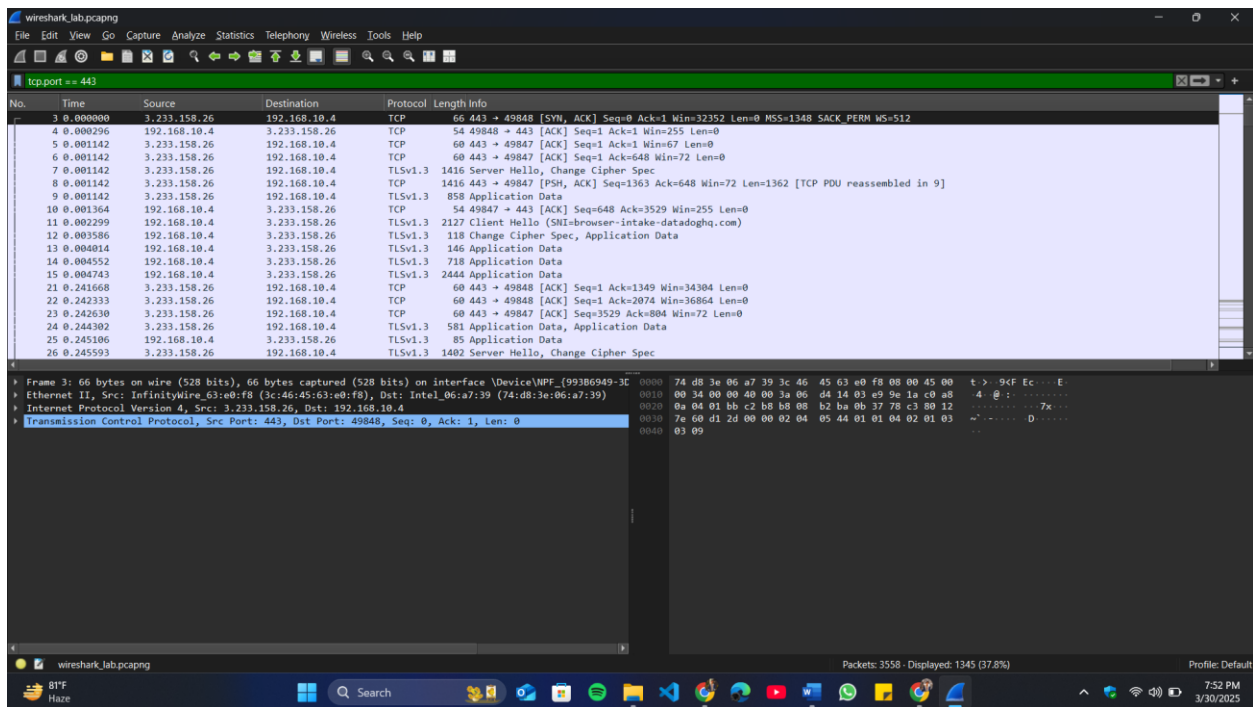 wireshark_lab.pcapng
File Edit View Go Capture Analyze Statistics Telephony Wireless Tools Help
tcp.port == 443
No. Time Source Destination Protocol Length Info
3 0.000000 3.233.158.26 192.168.10.4 TCP 66 443 → 49848 [SYN, ACK] Seq=0 Ack=1 Win=32352 Len=0 MSS=1348 SACK_PERM WS=512
4 0.000296 192.168.10.4 3.233.158.26 TCP 54 49848 → 443 [ACK] Seq=1 Ack=1 Win=255 Len=0
5 0.001142 3.233.158.26 192.168.10.4 TCP 60 443 → 49847 [ACK] Seq=1 Ack=1 Win=67 Len=0
6 0.001142 3.233.158.26 192.168.10.4 TCP 60 443 → 49847 [ACK] Seq=1 Ack=648 Win=72 Len=0
7 0.001142 3.233.158.26 192.168.10.4 TLSv1.3 1416 Server Hello, Change Cipher Spec
8 0.001142 3.233.158.26 192.168.10.4 TCP 1416 443 → 49847 [PSH, ACK] Seq=1363 Ack=648 Win=72 Len=1362 [TCP PDU reassembled in 9]
9 0.001142 3.233.158.26 192.168.10.4 TLSv1.3 858 Application Data
10 0.001364 192.168.10.4 3.233.158.26 TCP 54 49847 → 443 [ACK] Seq=648 Ack=3529 Win=255 Len=0
11 0.002299 192.168.10.4 3.233.158.26 TLSv1.3 2127 Client Hello (SNI=browser-intake-datadoghq.com)
12 0.003586 192.168.10.4 3.233.158.26 TLSv1.3 118 Change Cipher Spec, Application Data
13 0.004014 192.168.10.4 3.233.158.26 TLSv1.3 146 Application Data
14 0.004552 192.168.10.4 3.233.158.26 TLSv1.3 718 Application Data
15 0.004743 192.168.10.4 3.233.158.26 TLSv1.3 2444 Application Data
21 0.241668 3.233.158.26 192.168.10.4 TCP 60 443 → 49848 [ACK] Seq=1 Ack=1349 Win=34304 Len=0
22 0.242333 3.233.158.26 192.168.10.4 TCP 60 443 → 49848 [ACK] Seq=1 Ack=2074 Win=36864 Len=0
23 0.242630 3.233.158.26 192.168.10.4 TCP 60 443 → 49847 [ACK] Seq=3529 Ack=804 Win=72 Len=0
24 0.244302 3.233.158.26 192.168.10.4 TLSv1.3 581 Application Data, Application Data
25 0.245106 3.233.158.26 192.168.10.4 TLSv1.3 85 Application Data
26 0.245593 3.233.158.26 192.168.10.4 TLSv1.3 1402 Server Hello, Change Cipher Spec
Frame 3: 66 bytes on wire (528 bits), 66 bytes captured (528 bits) on interface \Device\NPF_{993B6949-3D
Ethernet II, Src: InfinityWire_63:e0:f8 (3c:46:45:63:e0:f8), Dst: Intel_06:a7:39 (74:d8:3e:06:a7:39)
Internet Protocol Version 4, Src: 3.233.158.26, Dst: 192.168.10.4
Transmission Control Protocol, Src Port: 443, Dst Port: 49848, Seq: 0, Ack: 1, Len: 0
0000 74 d8 3e 06 a7 39 3c 46 45 63 e0 f8 08 00 45 00 t·>··9<F Ec····E·
0010 00 34 00 00 40 00 3a 06 d4 14 03 e9 9e 1a c0 a8 ·4··@·:· ········
0020 0a 04 01 bb c2 b8 b8 08 b2 ba 0b 37 78 c3 80 12 ········ ···7x···
0030 7e 60 d1 2d 00 00 02 04 05 44 01 01 04 02 01 03 ~`·-···· ·D······
0040 03 09 ··
wireshark_lab.pcapng Packets: 3558 · Displayed: 1345 (37.8%) Profile: Default
81°F
Haze
Search
7:52 PM
3/30/2025